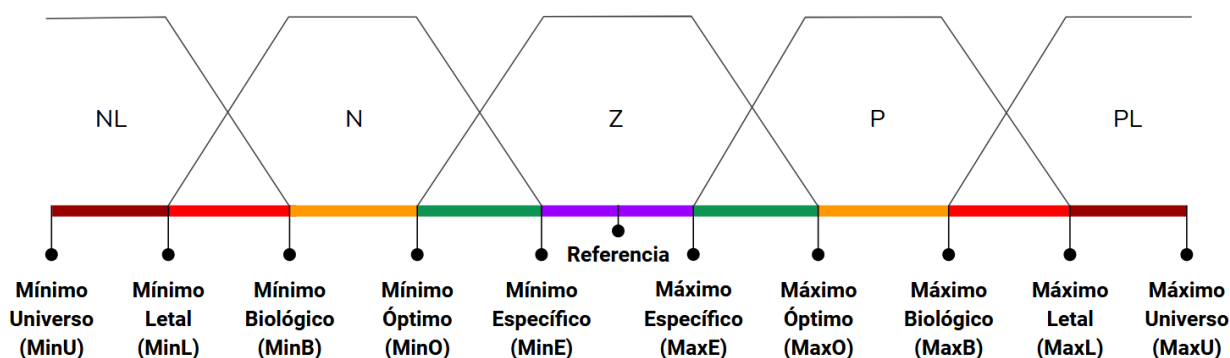 NL
N
Z
P
PL
Referencia
Mínimo
Universo
(MinU)
Mínimo
Letal
(MinL)
Mínimo
Biológico
(MinB)
Mínimo
Óptimo
(MinO)
Mínimo
Específico
(MinE)
Máximo
Específico
(MaxE)
Máximo
Óptimo
(MaxO)
Máximo
Biológico
(MaxB)
Máximo
Letal
(MaxL)
Máximo
Universo
(MaxU)